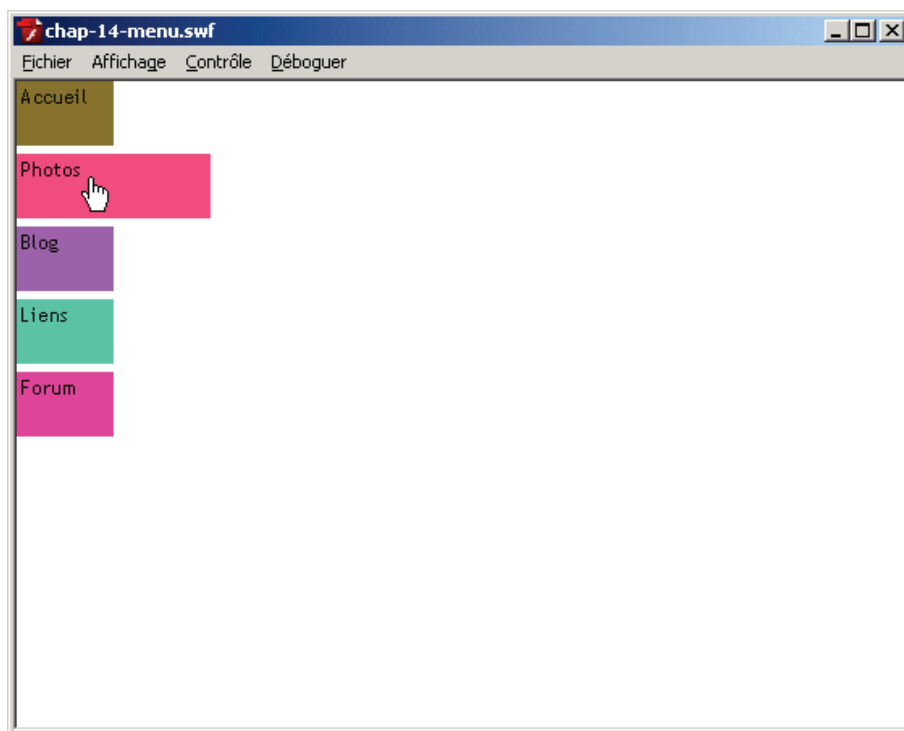 chap-14-menu.swf
Fichier Affichage Contrôle Déboguer
Accueil
Photos
Blog
Liens
Forum